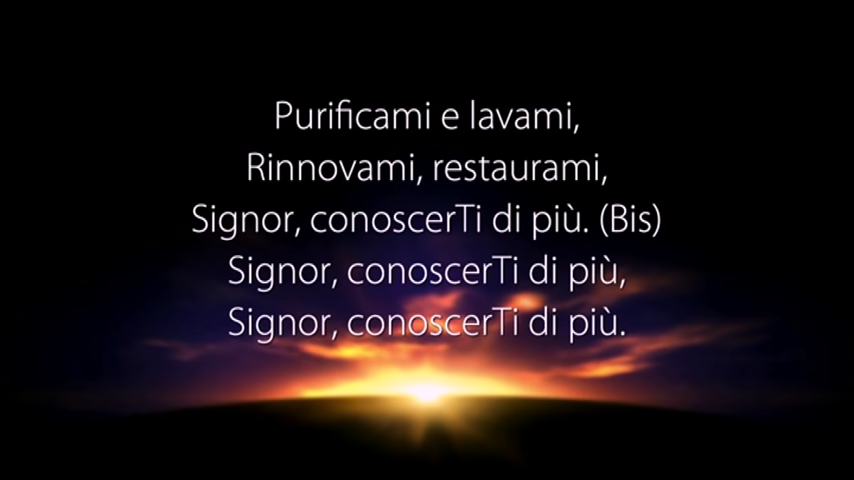 Purificami e lavami,
Rinnovami, restaurami,
Signor, conoscerTi di più. (Bis)
Signor, conoscerTi di più,
Signor, conoscerTi di più.